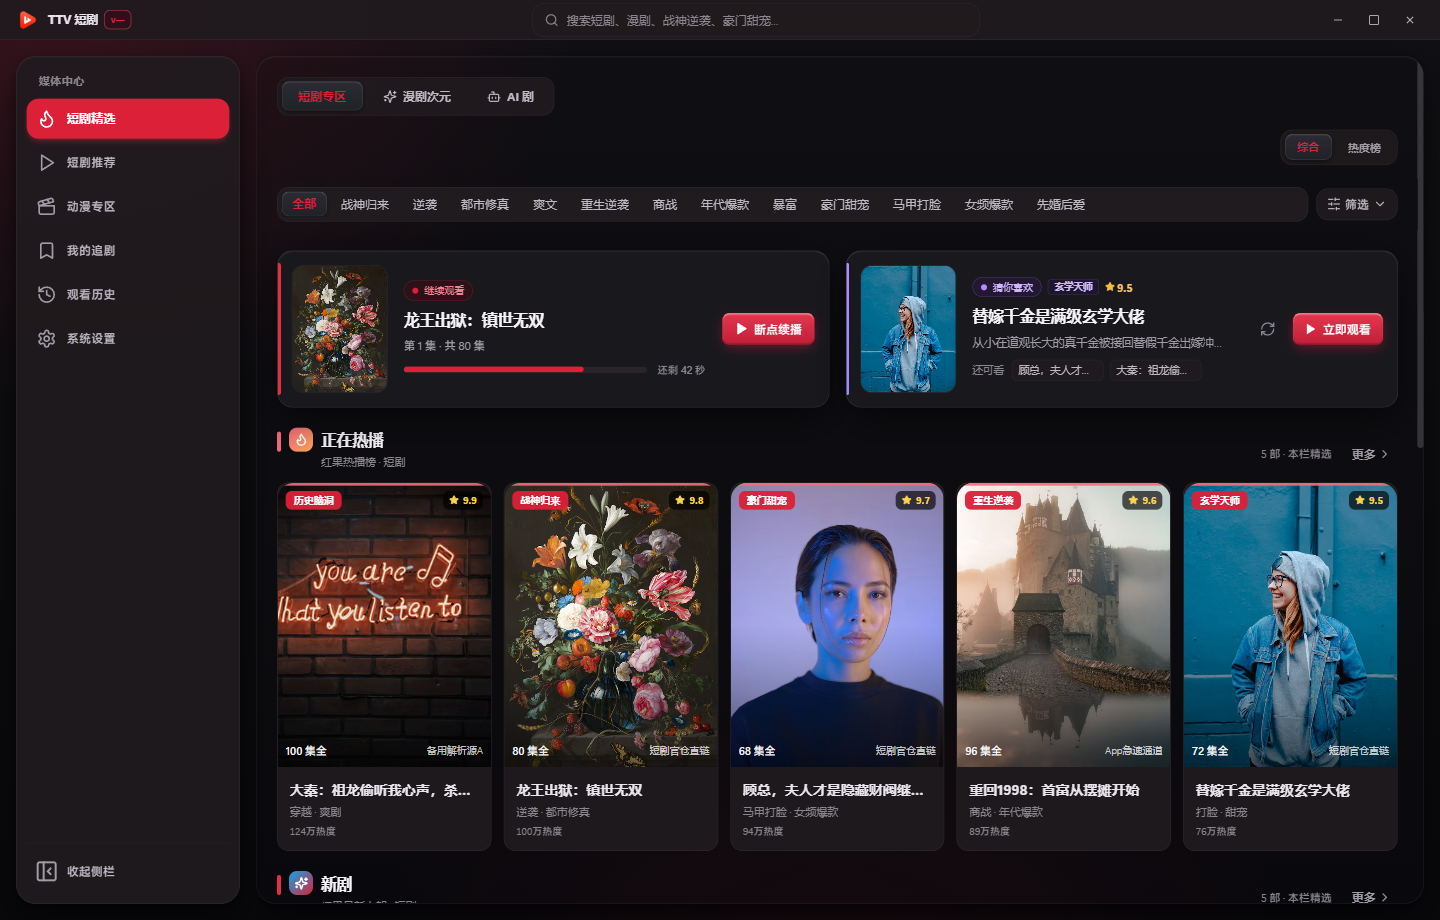 TTV 短剧 v—
搜索短剧、漫剧、战神逆袭、豪门甜宠...
媒体中心
短剧精选
短剧推荐
动漫专区
我的追剧
观看历史
系统设置
收起侧栏
短剧专区 漫剧次元 AI 剧
综合 热度榜
全部 战神归来 逆袭 都市修真 爽文 重生逆袭 商战 年代爆款 暴富 豪门甜宠 马甲打脸 女频爆款 先婚后爱 筛选
继续观看
龙王出狱：镇世无双
第 1 集 · 共 80 集
还剩 42 秒
断点续播
猜你喜欢 玄学天师 9.5
替嫁千金是满级玄学大佬
从小在道观长大的真千金被接回替假千金出嫁冲...
还可看 顾总，夫人才... 大秦：祖龙偷...
立即观看
正在热播
红果热播榜 · 短剧
5 部 · 本栏精选 更多
历史脑洞 9.9
you are
what you listen to
100 集全 备用解析源A
大秦：祖龙偷听我心声，杀...
穿越 · 爽剧
124万热度
战神归来 9.8
80 集全 短剧官仓直链
龙王出狱：镇世无双
逆袭 · 都市修真
100万热度
豪门甜宠 9.7
68 集全 短剧官仓直链
顾总，夫人才是隐藏财阀继...
马甲打脸 · 女频爆款
94万热度
重生逆袭 9.6
96 集全 App急速通道
重回1998：首富从摆摊开始
商战 · 年代爆款
89万热度
玄学天师 9.5
72 集全 短剧官仓直链
替嫁千金是满级玄学大佬
打脸 · 甜宠
76万热度
新剧
5 部 · 本栏精选 更多